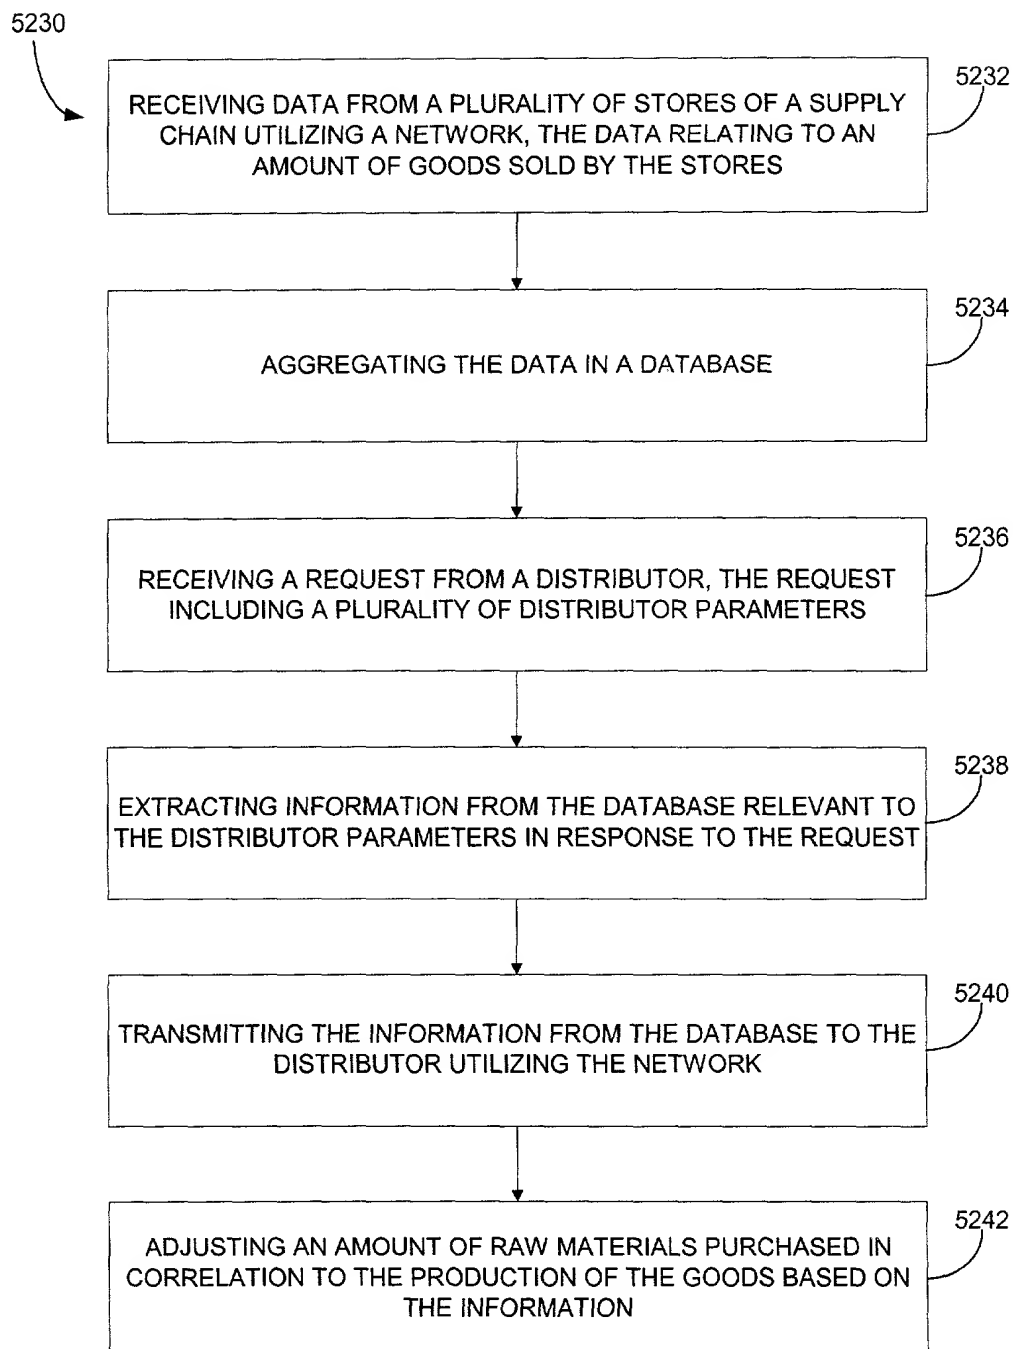 5230
5232
RECEIVING DATA FROM A PLURALITY OF STORES OF A SUPPLY
CHAIN UTILIZING A NETWORK, THE DATA RELATING TO AN
AMOUNT OF GOODS SOLD BY THE STORES
5234
AGGREGATING THE DATA IN A DATABASE
5236
RECEIVING A REQUEST FROM A DISTRIBUTOR, THE REQUEST
INCLUDING A PLURALITY OF DISTRIBUTOR PARAMETERS
5238
EXTRACTING INFORMATION FROM THE DATABASE RELEVANT TO
THE DISTRIBUTOR PARAMETERS IN RESPONSE TO THE REQUEST
5240
TRANSMITTING THE INFORMATION FROM THE DATABASE TO THE
DISTRIBUTOR UTILIZING THE NETWORK
5242
ADJUSTING AN AMOUNT OF RAW MATERIALS PURCHASED IN
CORRELATION TO THE PRODUCTION OF THE GOODS BASED ON
THE INFORMATION